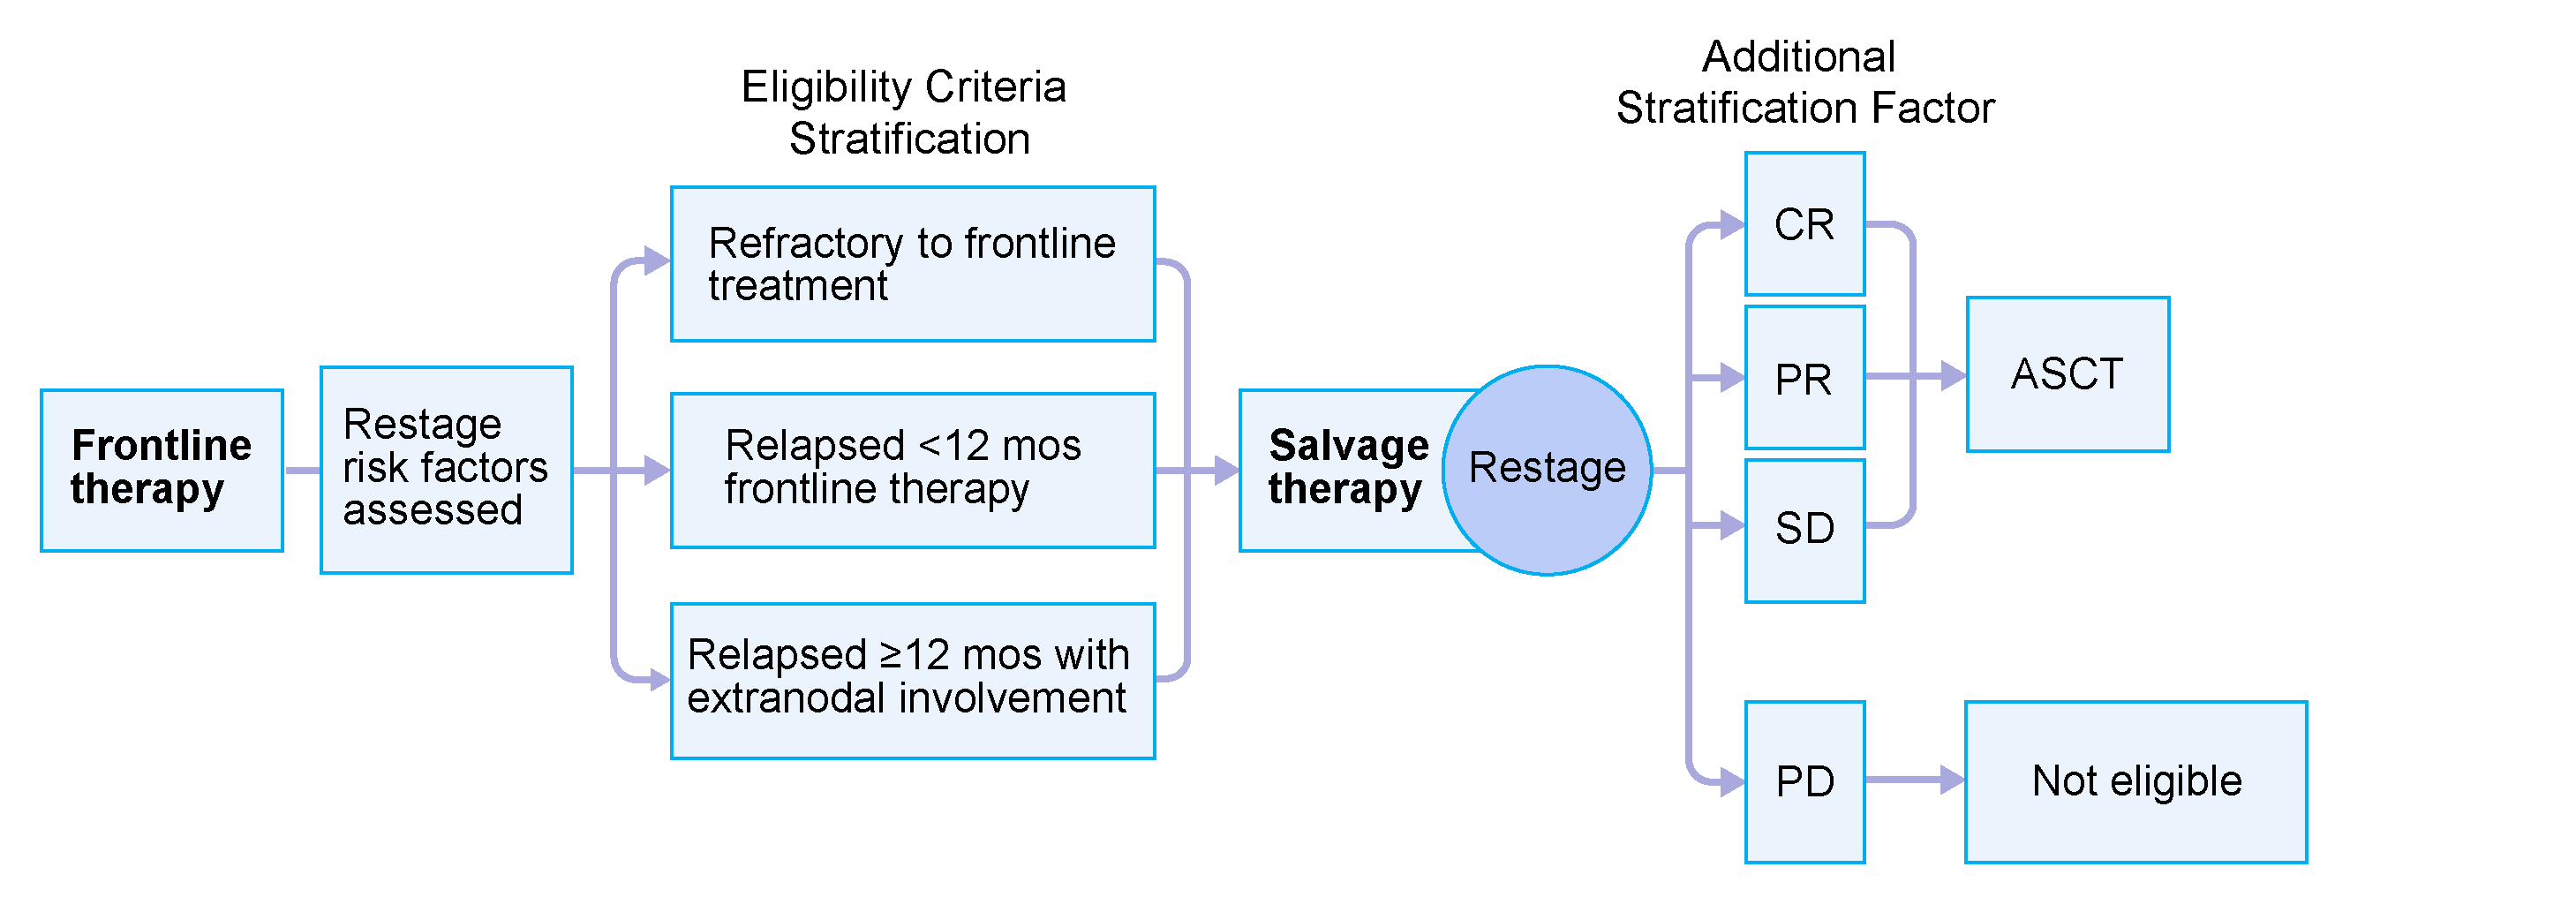 Eligibility Criteria
Stratification
Additional
Stratification Factor
Frontline
therapy
Restage
risk factors
assessed
Refractory to frontline
treatment
Relapsed <12 mos
frontline therapy
Relapsed ≥12 mos with
extranodal involvement
Salvage
therapy
Restage
CR
PR
SD
PD
ASCT
Not eligible